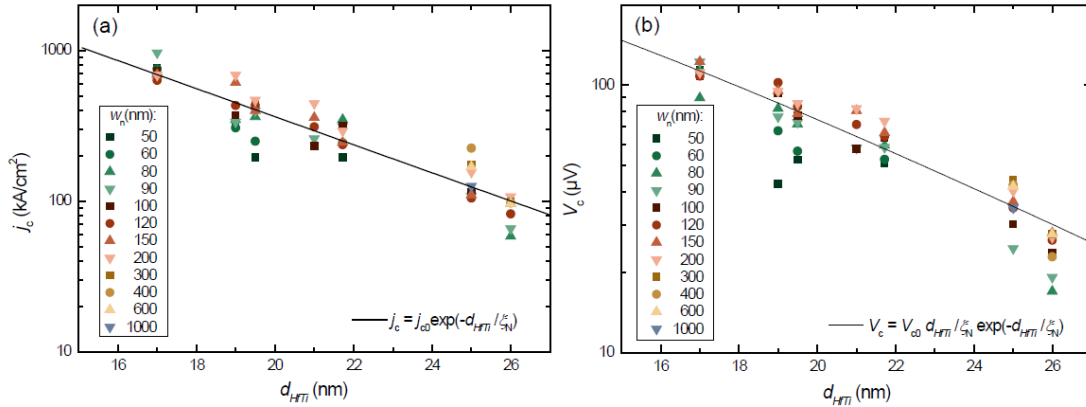 (a)
1000
100
10
j_c (kA/cm²)
w_n(nm):
50
60
80
90
100
120
150
200
300
400
600
1000
j_c = j_c0 exp(-d_HfTi / ξ_N)
16 18 20 22 24 26
d_HfTi (nm)
(b)
100
10
V_c (µV)
w_n(nm):
50
60
80
90
100
120
150
200
300
400
600
1000
V_c = V_c0 d_HfTi / ξ_N exp(-d_HfTi / ξ_N)
16 18 20 22 24 26
d_HfTi (nm)